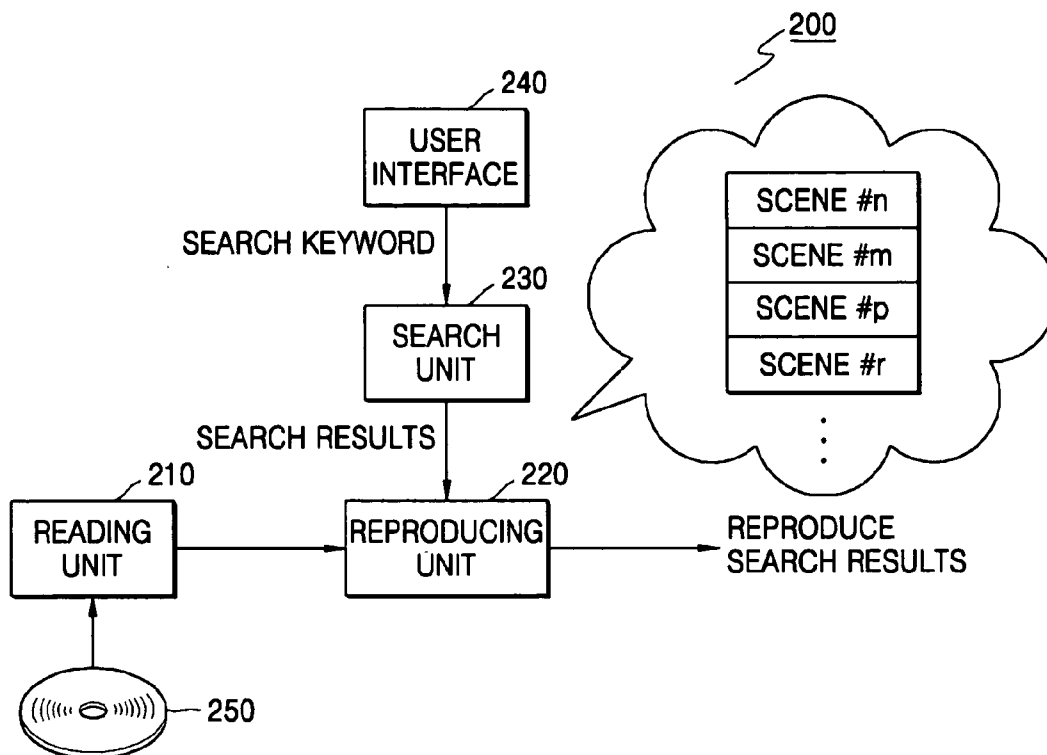 200
240
USER
INTERFACE
SEARCH KEYWORD
230
SEARCH
UNIT
SEARCH RESULTS
SCENE #n
SCENE #m
SCENE #p
SCENE #r
210
READING
UNIT
220
REPRODUCING
UNIT
REPRODUCE
SEARCH RESULTS
250